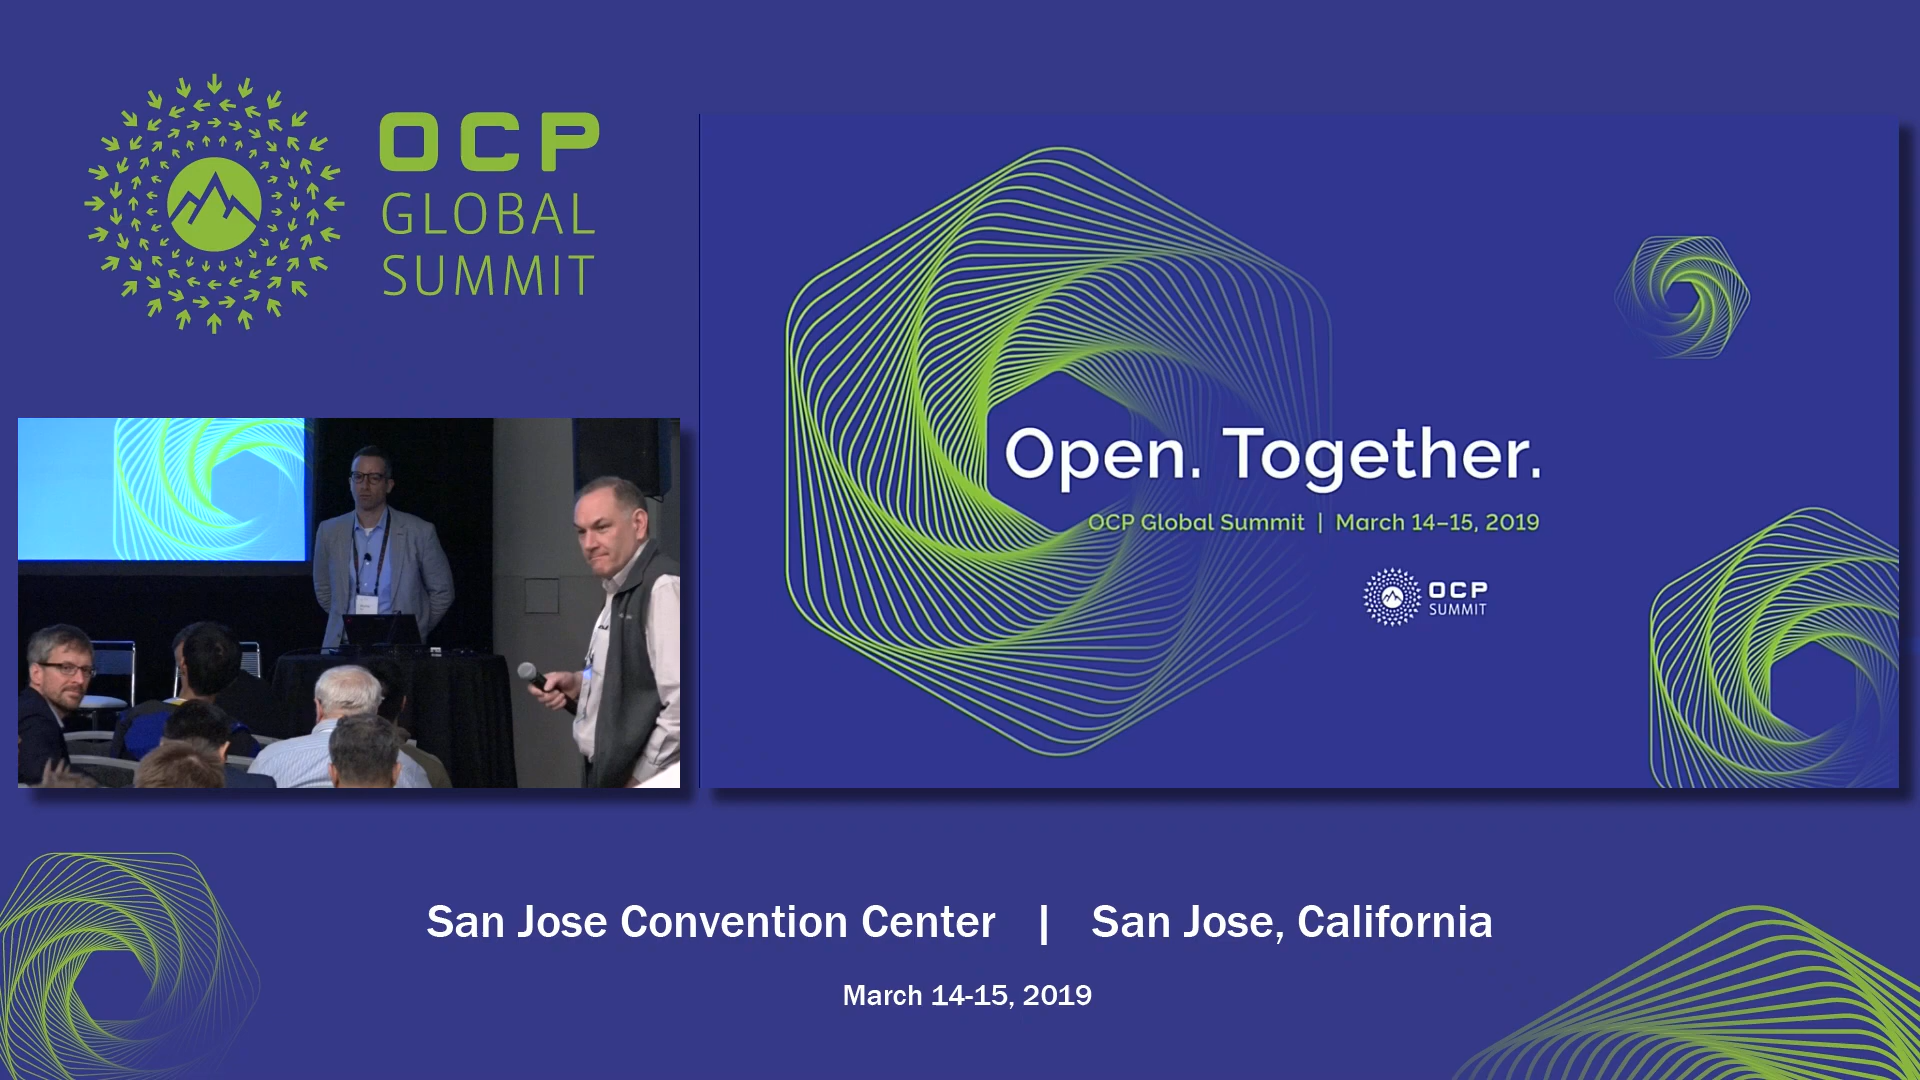 OCP
GLOBAL
SUMMIT
Open. Together.
OCP Global Summit | March 14–15, 2019
OCP
SUMMIT
San Jose Convention Center | San Jose, California
March 14-15, 2019